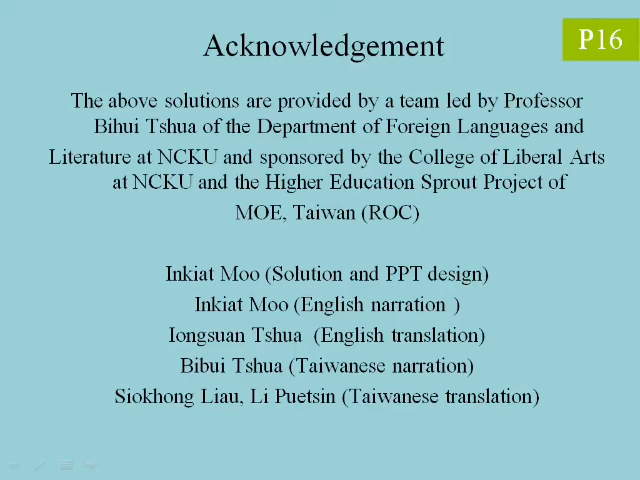 Acknowledgement
P16
The above solutions are provided by a team led by Professor
Bihui Tshua of the Department of Foreign Languages and
Literature at NCKU and sponsored by the College of Liberal Arts
at NCKU and the Higher Education Sprout Project of
MOE, Taiwan (ROC)
Inkiat Moo (Solution and PPT design)
Inkiat Moo (English narration )
Iongsuan Tshua (English translation)
Bibui Tshua (Taiwanese narration)
Siokhong Liau, Li Puetsin (Taiwanese translation)